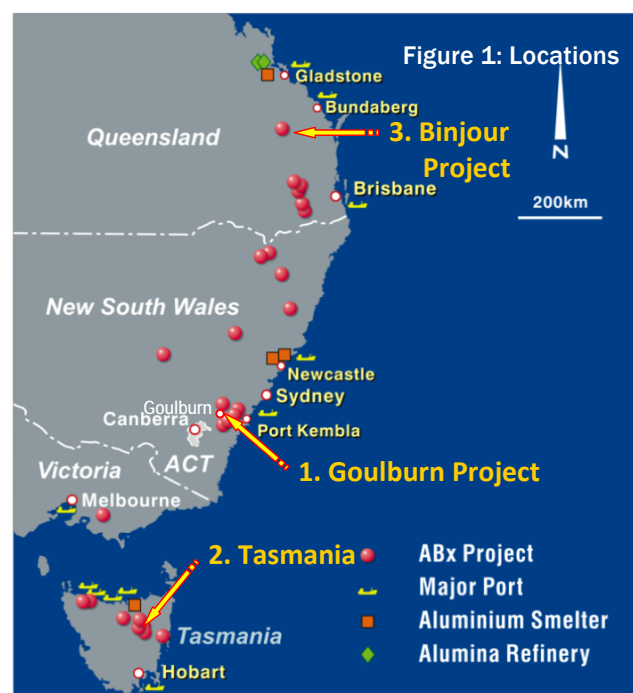 Figure 1: Locations
Gladstone
Bundaberg
Queensland
3. Binjour
Project
N
Brisbane
200km
New South Wales
Newcastle
Sydney
Goulburn
Canberra
Port Kembla
ACT
1. Goulburn Project
Victoria
Melbourne
2. Tasmania
ABx Project
Major Port
Aluminium Smelter
Tasmania
Alumina Refinery
Hobart